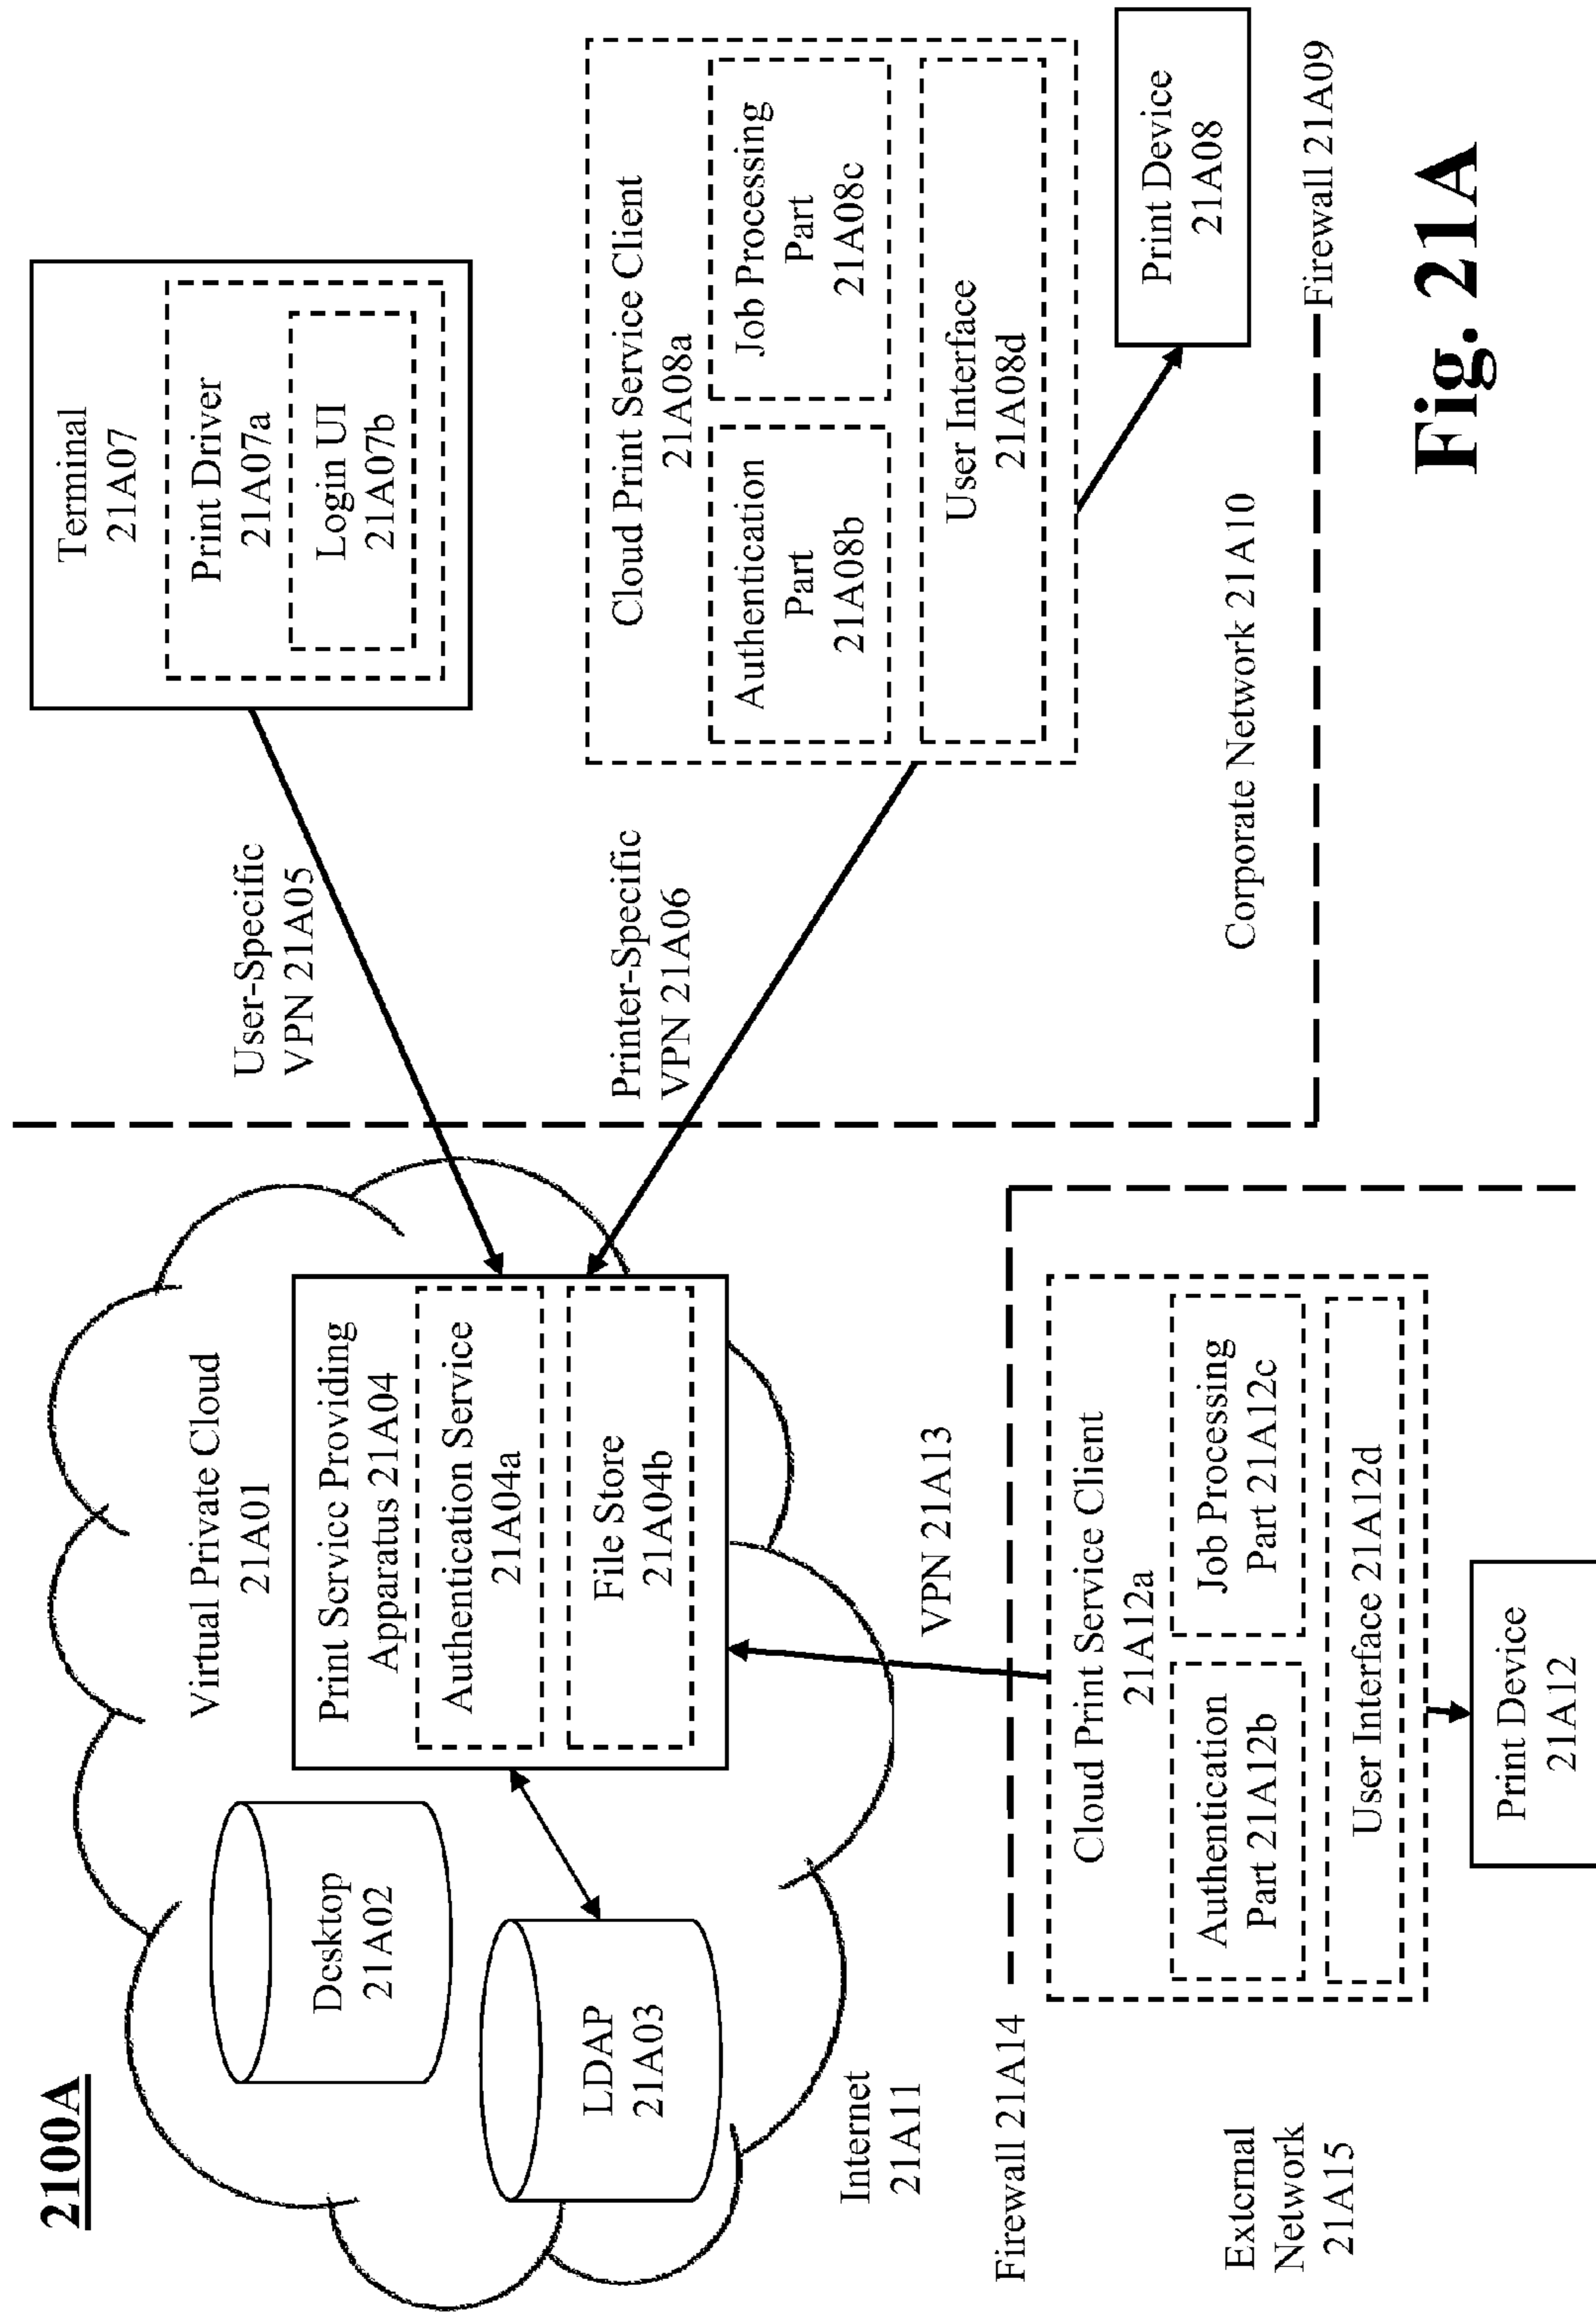 2100A
Virtual Private Cloud
21A01
Desktop
21A02
LDAP
21A03
Print Service Providing
Apparatus 21A04
Authentication Service
21A04a
File Store
21A04b
Internet
21A11
User-Specific
VPN 21A05
Printer-Specific
VPN 21A06
Terminal
21A07
Print Driver
21A07a
Login UI
21A07b
Cloud Print Service Client
21A08a
Authentication
Part
21A08b
Job Processing
Part
21A08c
User Interface
21A08d
Print Device
21A08
Corporate Network 21A10
Firewall 21A09
VPN 21A13
Firewall 21A14
External
Network
21A15
Cloud Print Service Client
21A12a
Authentication
Part 21A12b
Job Processing
Part 21A12c
User Interface 21A12d
Print Device
21A12
Fig. 21A